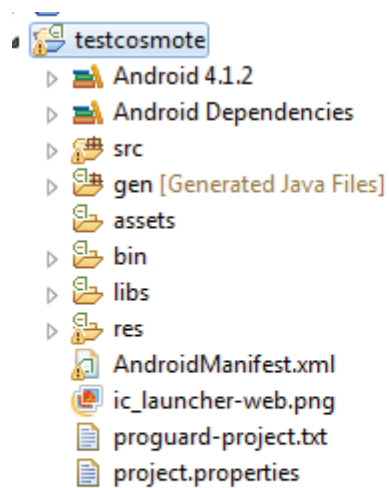 testcosmote
Android 4.1.2
Android Dependencies
src
gen [Generated Java Files]
assets
bin
libs
res
AndroidManifest.xml
ic_launcher-web.png
proguard-project.txt
project.properties